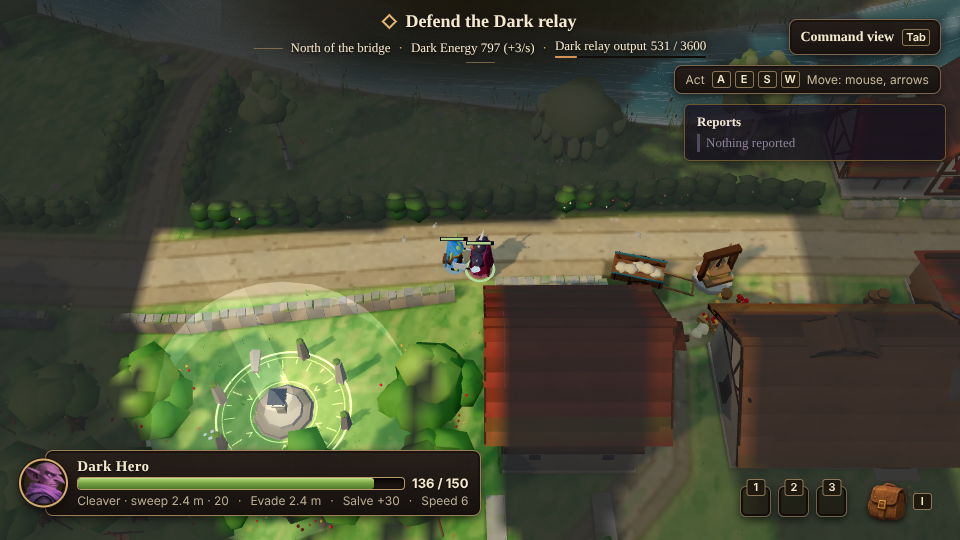 Defend the Dark relay
North of the bridge · Dark Energy 797 (+3/s) · Dark relay output 531 / 3600
Command view Tab
Act A E S W Move: mouse, arrows
Reports
Nothing reported
Dark Hero
136 / 150
Cleaver · sweep 2.4 m · 20 · Evade 2.4 m · Salve +30 · Speed 6
1 2 3 I